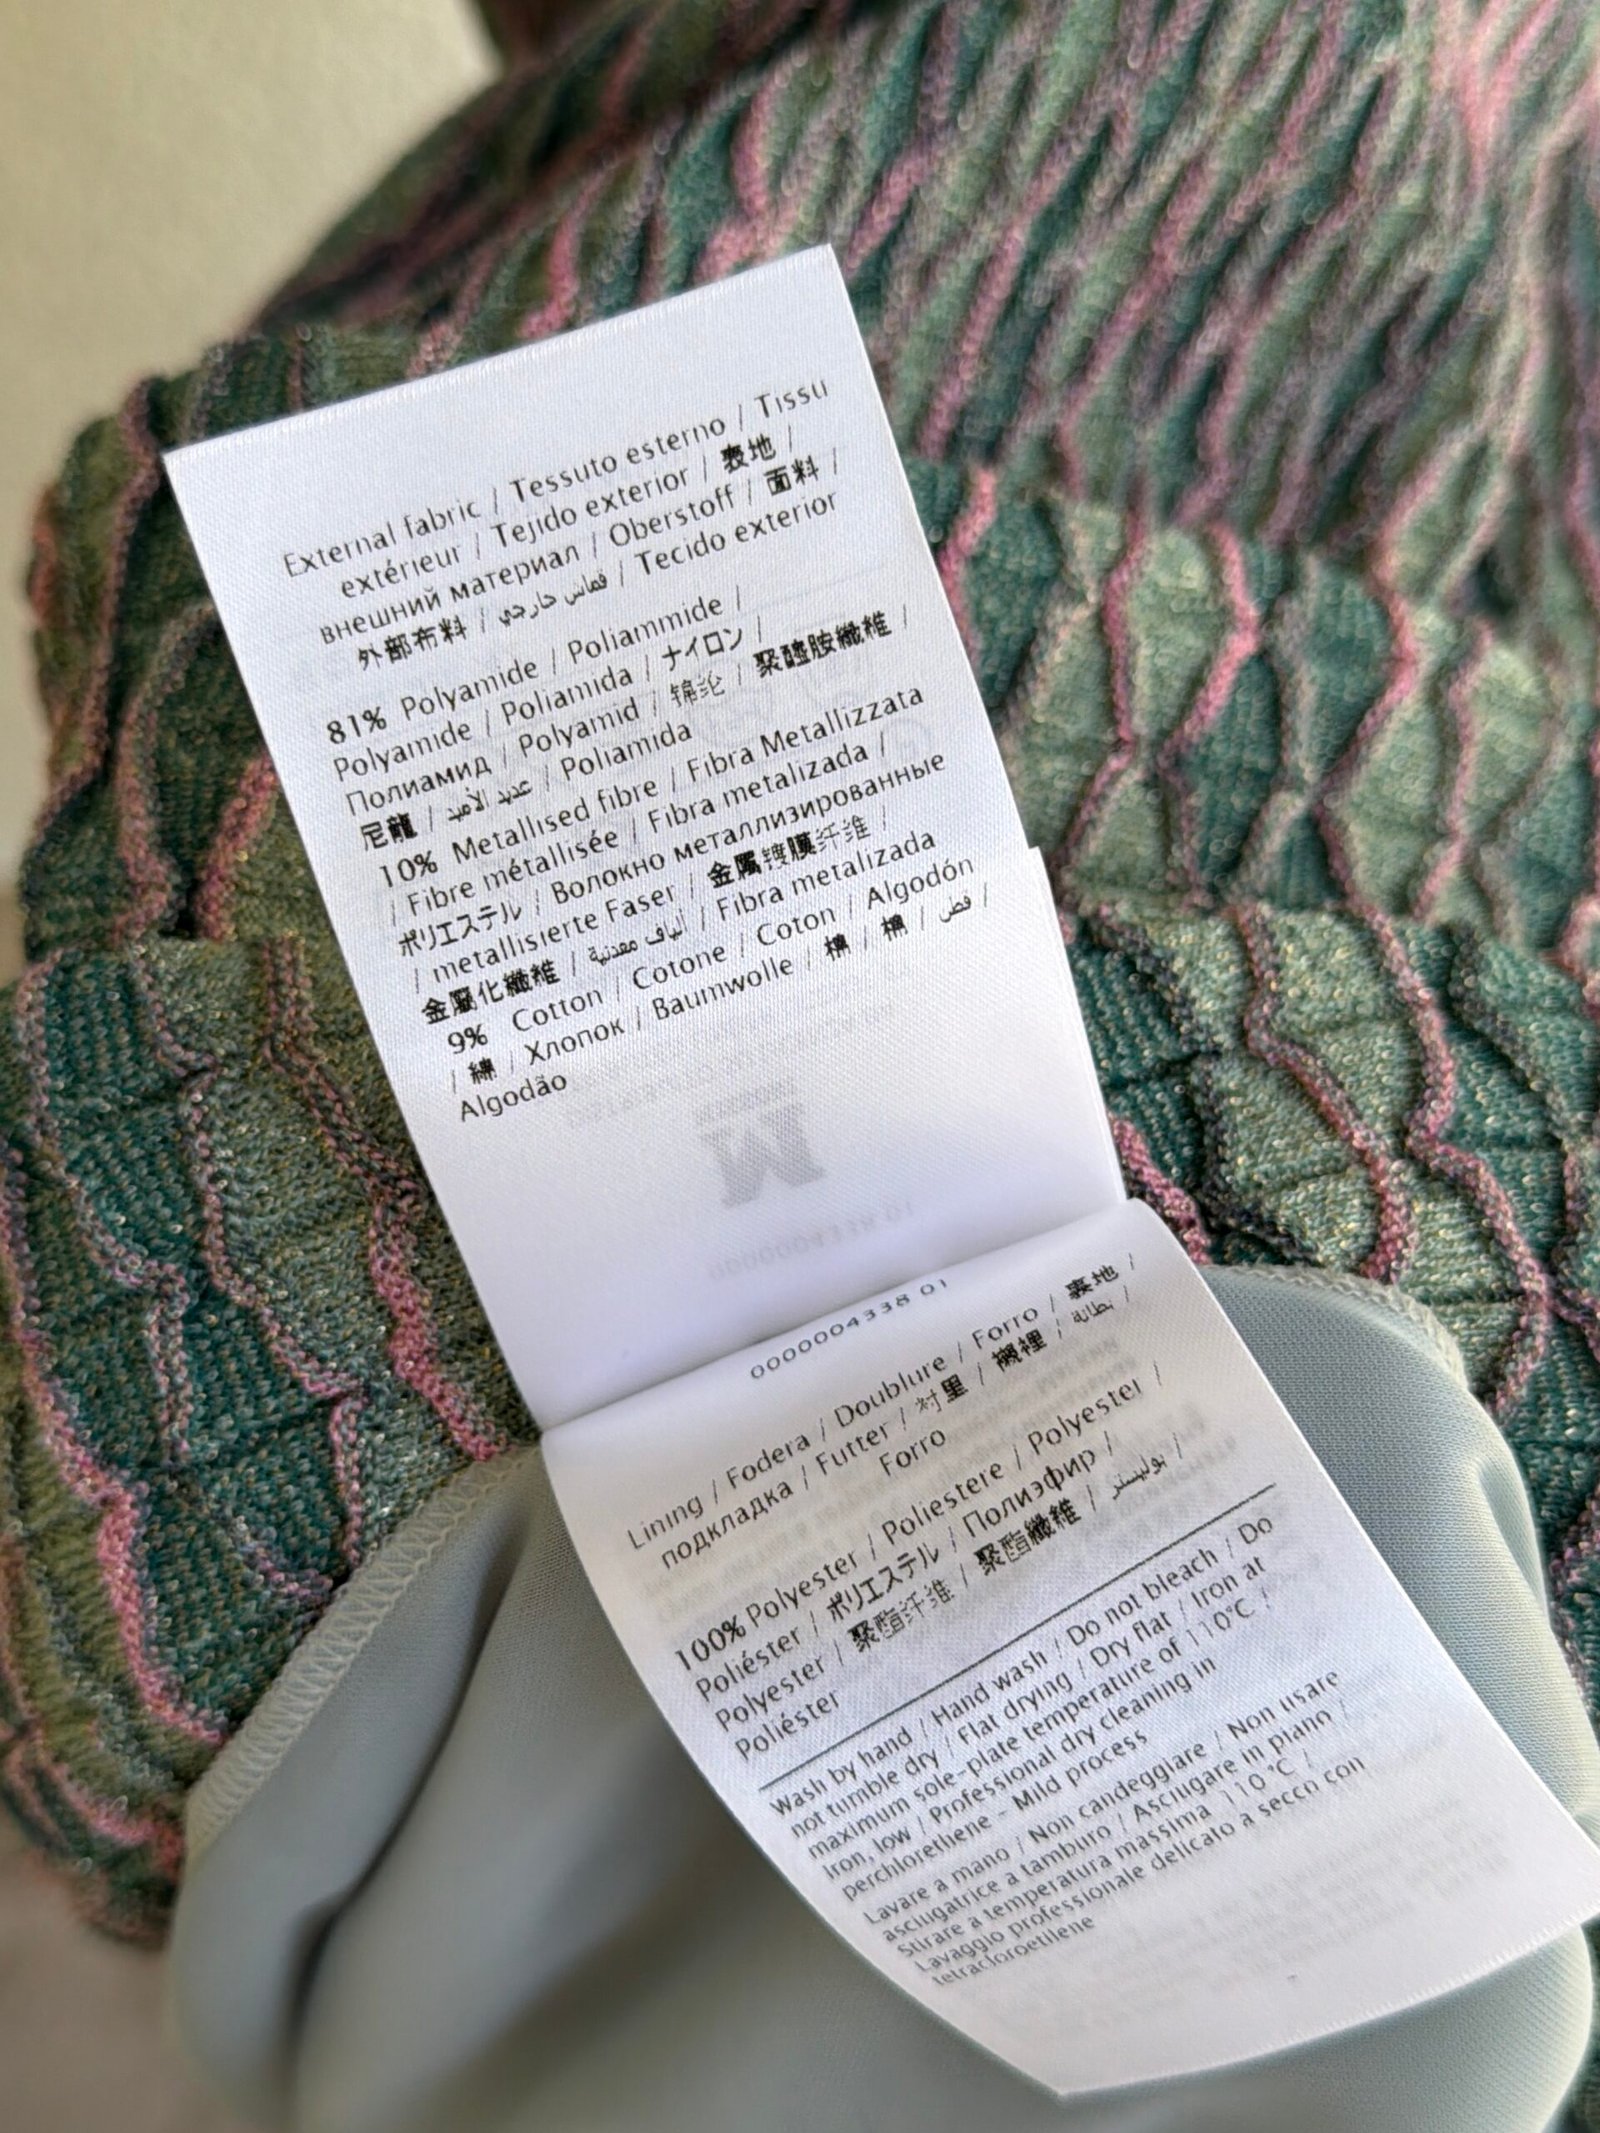 External fabric / Tessuto esterno / Tissu
extérieur / Tejido exterior / 表地 /
внешний материал / Oberstoff / 面料 /
外部布料 / قماش خارجي / Tecido exterior
81% Polyamide / Poliammide /
Polyamide / Poliamida / ナイロン /
Полиамид / Polyamid / 锦纶 / 聚醯胺纖維 /
尼龍 / عديد الأميد / Poliamida
10% Metallised fibre / Fibra Metallizzata
/ Fibre métallisée / Fibra metalizada /
ポリエステル / Волокно металлизированные
/ metallisierte Faser / 金屬镀膜纤维 /
金屬化纖維 / ألياف معدنية / Fibra metalizada
9% Cotton / Cotone / Coton / Algodón
/ 綿 / Хлопок / Baumwolle / 棉 / 棉 / قطن /
Algodão
0000004338 01
Lining / Fodera / Doublure / Forro / 裏地 /
подкладка / Futter / 衬里 / 襯裡 / بطانة /
Forro
100% Polyester / Poliestere / Polyester /
Poliéster / ポリエステル / Полиэфир /
Polyester / 聚酯纤维 / 聚酯纖維 / بوليستر /
Poliéster
Wash by hand / Hand wash / Do not bleach / Do
not tumble dry / Flat drying / Dry flat / Iron at
maximum sole-plate temperature of 110°C /
Iron, low / Professional dry cleaning in
perchlorethene - Mild process
Lavare a mano / Non candeggiare / Non usare
asciugatrice a tamburo / Asciugare in piano /
Stirare a temperatura massima 110°C /
Lavaggio professionale delicato a secco con
tetracloroetilene